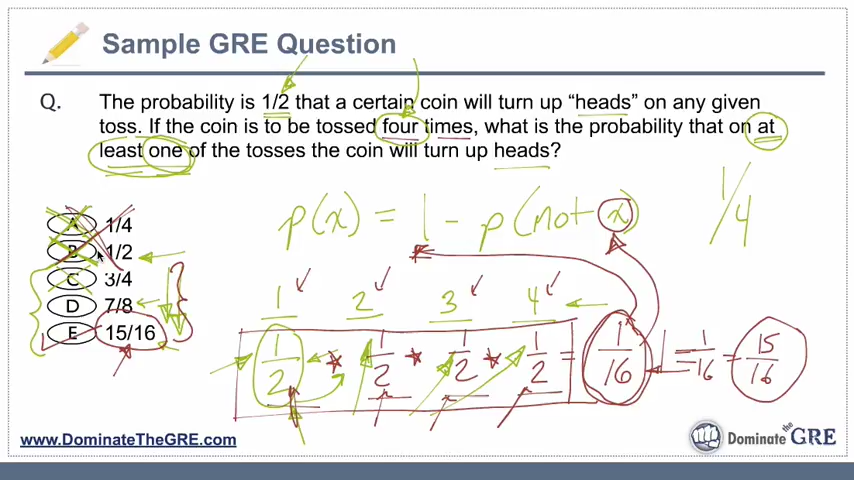 Sample GRE Question
Q. The probability is 1/2 that a certain coin will turn up “heads” on any given
toss. If the coin is to be tossed four times, what is the probability that on at
least one of the tosses the coin will turn up heads?
p(x) = 1 - p(not x)
1/4
A 1/4
B 1/2
C 3/4
D 7/8
E 15/16
1 2 3 4
1/2 * 1/2 * 1/2 * 1/2 = 1/16
1 - 1/16 = 15/16
www.DominateTheGRE.com
Dominate the GRE